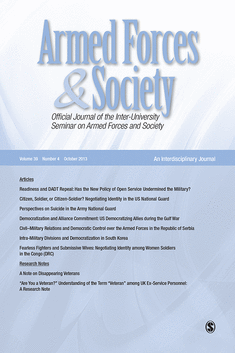 Armed Forces
& Society
Official Journal of the Inter-University
Seminar on Armed Forces and Society
Volume 39 Number 4 October 2013 An Interdisciplinary Journal
Articles
Readiness and DADT Repeal: Has the New Policy of Open Service Undermined the Military?
Citizen, Soldier, or Citizen-Soldier? Negotiating Identity in the US National Guard
Perspectives on Suicide in the Army National Guard
Democratization and Alliance Commitment: US Democratizing Allies during the Gulf War
Civil–Military Relations and Democratic Control over the Armed Forces in the Republic of Serbia
Intra-Military Divisions and Democratization in South Korea
Fearless Fighters and Submissive Wives: Negotiating Identity among Women Soldiers
in the Congo (DRC)
Research Notes
A Note on Disappearing Veterans
"Are You a Veteran?" Understanding of the Term "Veteran" among UK Ex-Service Personnel:
A Research Note